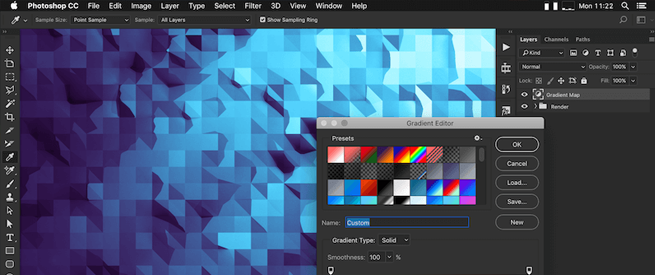 Photoshop CC File Edit Image Layer Type Select Filter 3D View Window Help Mon 11:22
Sample Size: Point Sample Sample: All Layers Show Sampling Ring
Layers Channels Paths
Kind
Normal Opacity: 100%
Lock: Fill: 100%
Gradient Map
Render
Gradient Editor
Presets
OK
Cancel
Load...
Save...
Name: Custom New
Gradient Type: Solid
Smoothness: 100 %